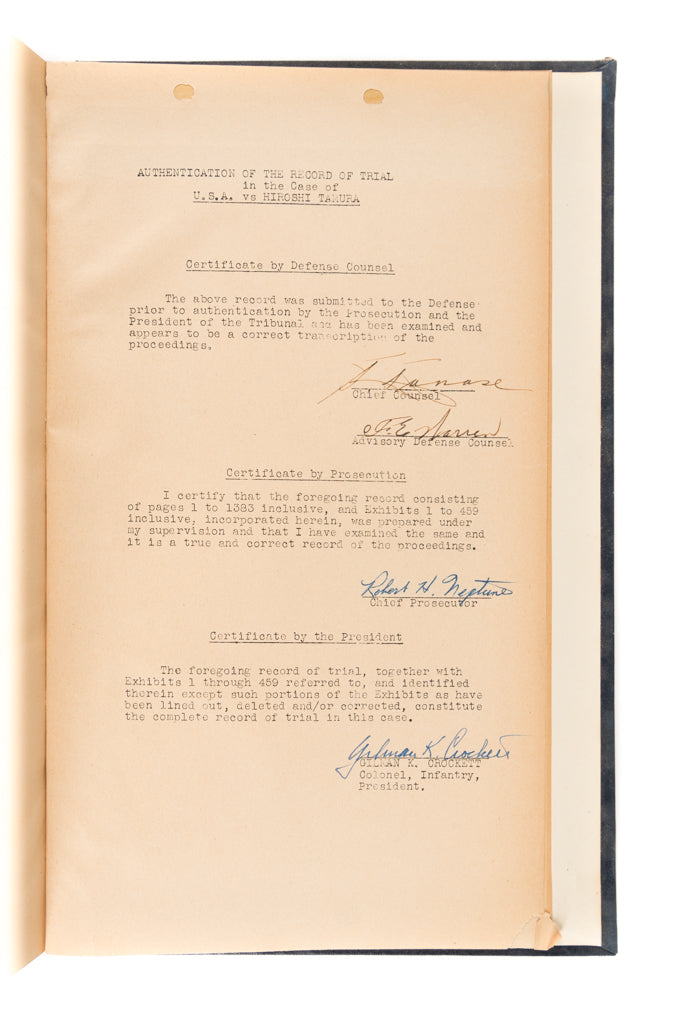 AUTHENTICATION OF THE RECORD OF TRIAL
in the Case of
U.S.A. vs HIROSHI TAMURA
Certificate by Defense Counsel
The above record was submitted to the Defense
prior to authentication by the Prosecution and the
President of the Tribunal and has been examined and
appears to be a correct transcription of the
proceedings.
Chief Counsel
F.E. Warren
Advisory Defense Counsel
Certificate by Prosecution
I certify that the foregoing record consisting
of pages 1 to 1383 inclusive, and Exhibits 1 to 459
inclusive, incorporated herein, was prepared under
my supervision and that I have examined the same and
it is a true and correct record of the proceedings.
Robert H. Neptune
Chief Prosecutor
Certificate by the President
The foregoing record of trial, together with
Exhibits 1 through 459 referred to, and identified
therein except such portions of the Exhibits as have
been lined out, deleted and/or corrected, constitute
the complete record of trial in this case.
Gilman K. Crockett
GILMAN K. CROCKETT
Colonel, Infantry,
President.